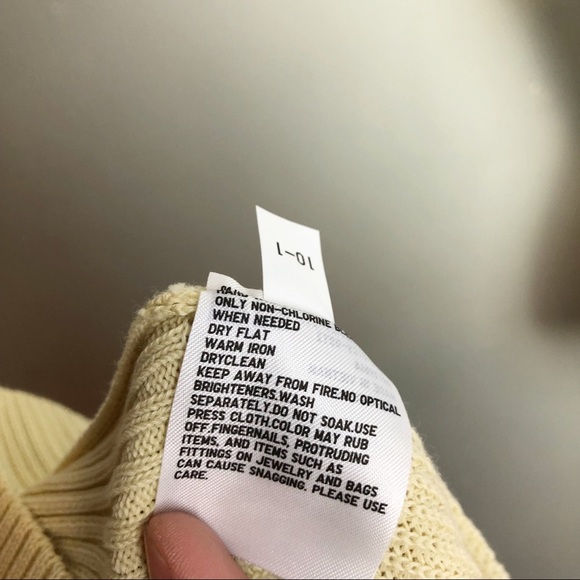 10-1
ONLY NON-CHLORINE
WHEN NEEDED
DRY FLAT
WARM IRON
DRYCLEAN
KEEP AWAY FROM FIRE.NO OPTICAL
BRIGHTENERS.WASH
SEPARATELY.DO NOT SOAK.USE
PRESS CLOTH.COLOR MAY RUB
OFF.FINGERNAILS, PROTRUDING
ITEMS, AND ITEMS SUCH AS
FITTINGS ON JEWELRY AND BAGS
CAN CAUSE SNAGGING. PLEASE USE
CARE.